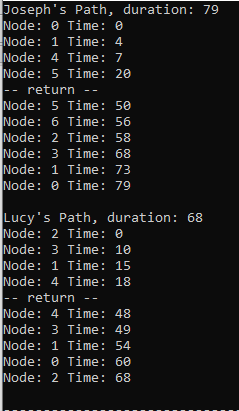 Joseph's Path, duration: 79
Node: 0 Time: 0
Node: 1 Time: 4
Node: 4 Time: 7
Node: 5 Time: 20
-- return --
Node: 5 Time: 50
Node: 6 Time: 56
Node: 2 Time: 58
Node: 3 Time: 68
Node: 1 Time: 73
Node: 0 Time: 79
Lucy's Path, duration: 68
Node: 2 Time: 0
Node: 3 Time: 10
Node: 1 Time: 15
Node: 4 Time: 18
-- return --
Node: 4 Time: 48
Node: 3 Time: 49
Node: 1 Time: 54
Node: 0 Time: 60
Node: 2 Time: 68